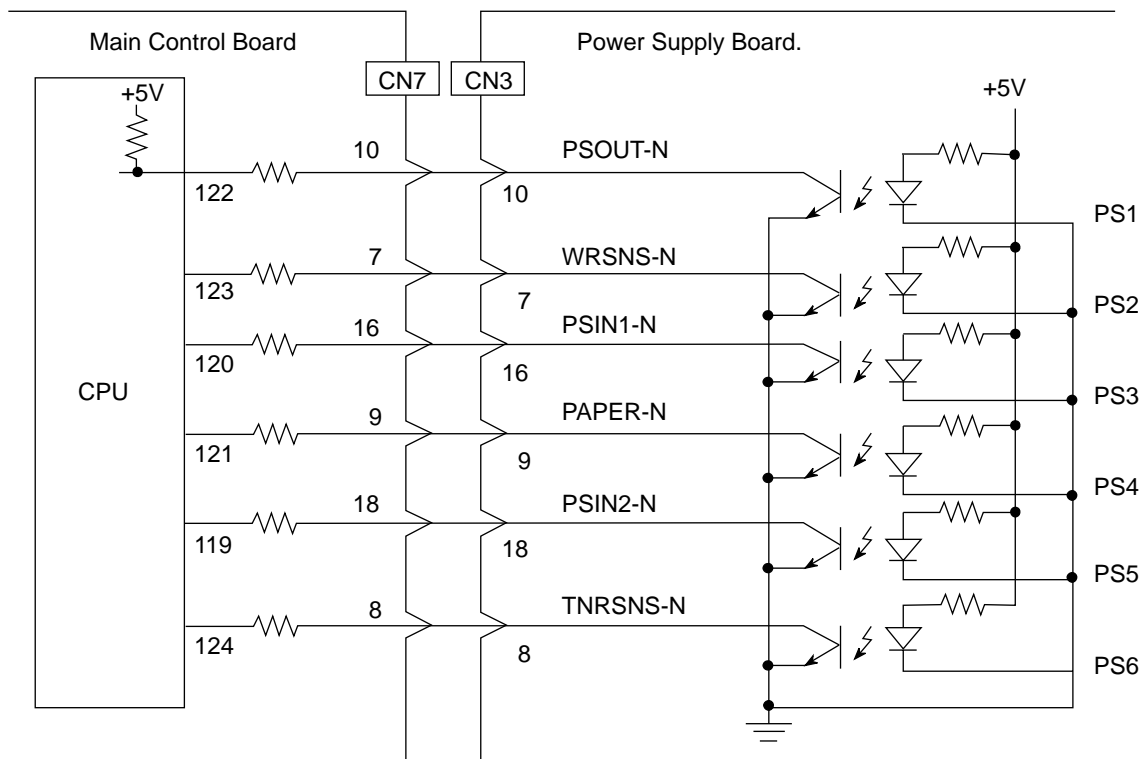 Main Control Board
Power Supply Board.
CN7
CN3
+5V
+5V
10
PSOUT-N
122
10
PS1
7
WRSNS-N
123
7
PS2
16
PSIN1-N
120
16
PS3
CPU
9
PAPER-N
121
9
PS4
18
PSIN2-N
119
18
PS5
8
TNRSNS-N
124
8
PS6